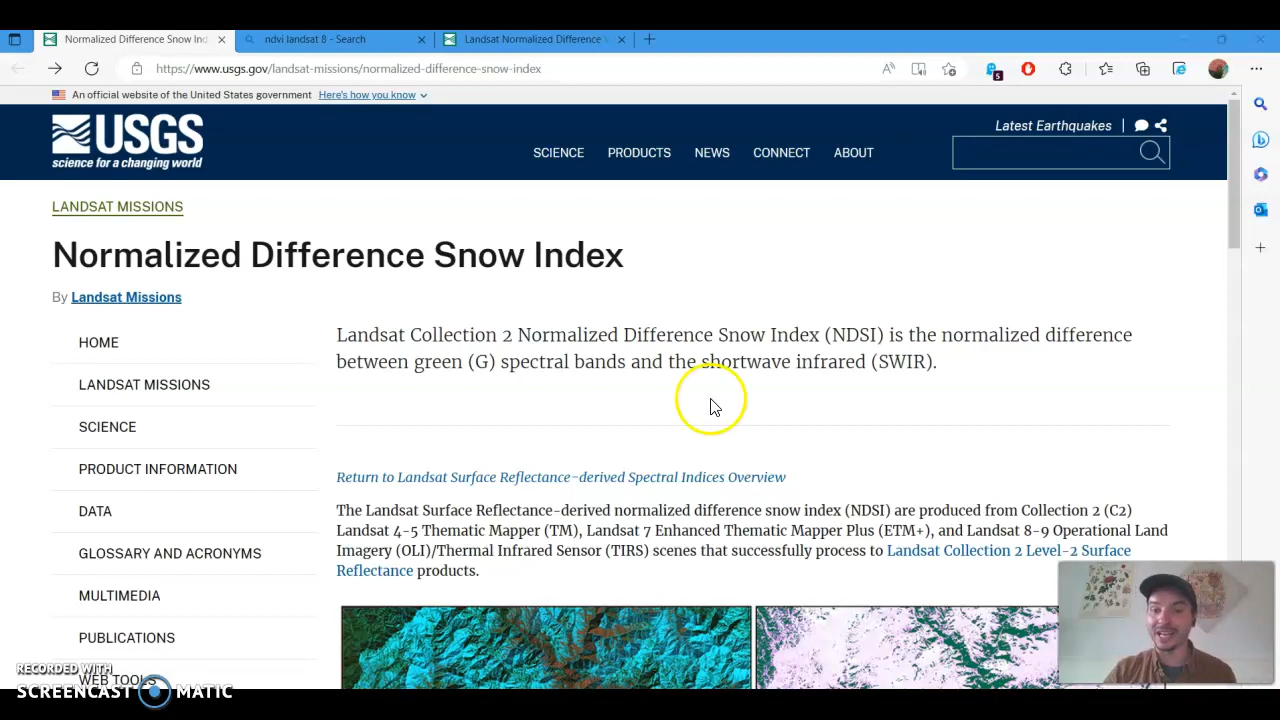 Normalized Difference Snow Ind
ndvi landsat 8 - Search
Landsat Normalized Difference V
https://www.usgs.gov/landsat-missions/normalized-difference-snow-index
5
An official website of the United States government Here's how you know
USGS
science for a changing world
Latest Earthquakes
SCIENCE PRODUCTS NEWS CONNECT ABOUT
LANDSAT MISSIONS
Normalized Difference Snow Index
By Landsat Missions
HOME
LANDSAT MISSIONS
SCIENCE
PRODUCT INFORMATION
DATA
GLOSSARY AND ACRONYMS
MULTIMEDIA
PUBLICATIONS
WEB TOOLS
Landsat Collection 2 Normalized Difference Snow Index (NDSI) is the normalized difference
between green (G) spectral bands and the shortwave infrared (SWIR).
Return to Landsat Surface Reflectance-derived Spectral Indices Overview
The Landsat Surface Reflectance-derived normalized difference snow index (NDSI) are produced from Collection 2 (C2)
Landsat 4-5 Thematic Mapper (TM), Landsat 7 Enhanced Thematic Mapper Plus (ETM+), and Landsat 8-9 Operational Land
Imagery (OLI)/Thermal Infrared Sensor (TIRS) scenes that successfully process to Landsat Collection 2 Level-2 Surface
Reflectance products.
RECORDED WITH
SCREENCAST MATIC